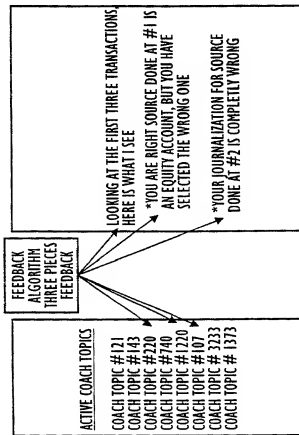 ACTIVE COACH TOPICS
COACH TOPIC #121
COACH TOPIC #143
COACH TOPIC #220
COACH TOPIC #740
COACH TOPIC #1220
COACH TOPIC #107
COACH TOPIC #3233
COACH TOPIC #1373
FEEDBACK
ALGORITHM
THREE PIECES
FEEDBACK
LOOKING AT THE FIRST THREE TRANSACTIONS,
HERE IS WHAT I SEE
*YOU ARE RIGHT SOURCE DONE AT #1 IS
AN EQUITY ACCOUNT, BUT YOU HAVE
SELECTED THE WRONG ONE
*YOUR JOURNALIZATION FOR SOURCE
DONE AT #2 IS COMPLETLY WRONG